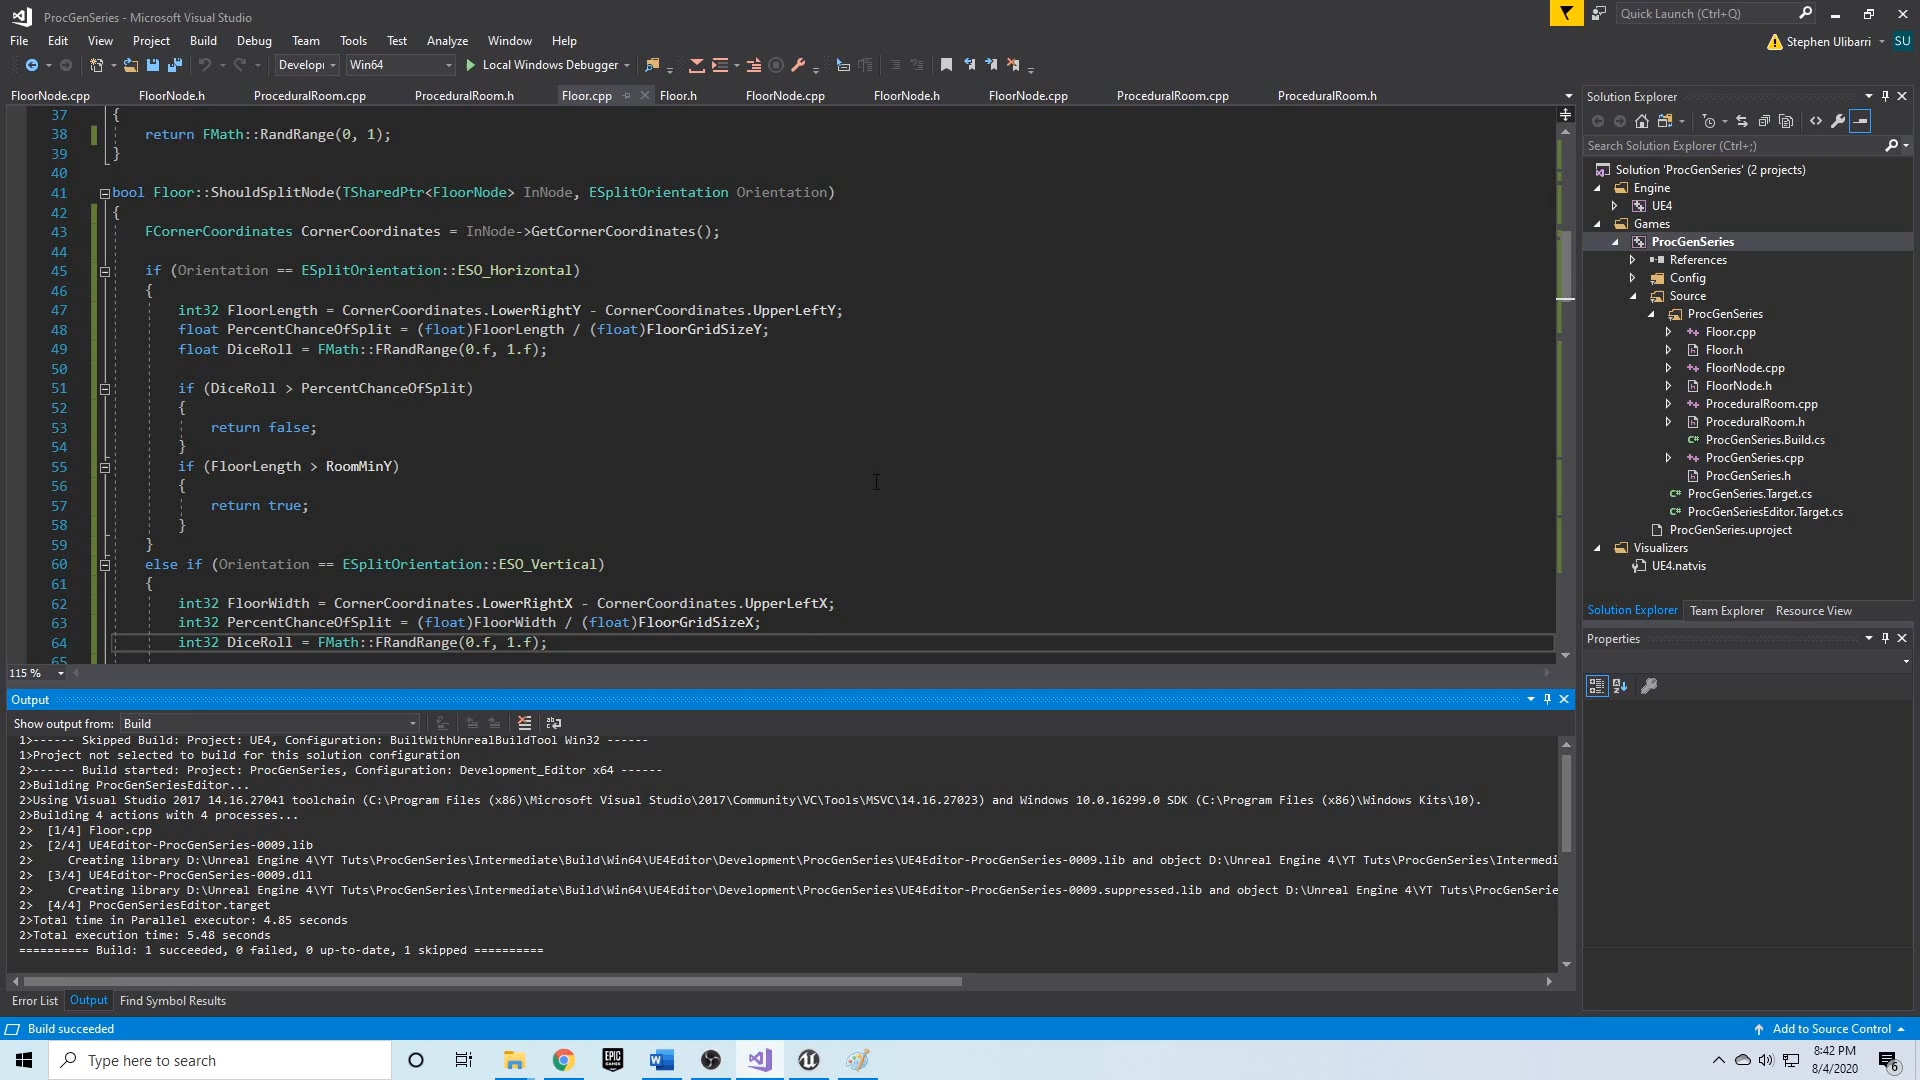 ProcGenSeries - Microsoft Visual Studio
Quick Launch (Ctrl+Q)
File Edit View Project Build Debug Team Tools Test Analyze Window Help
Stephen Ulibarri SU
Developi Win64 Local Windows Debugger
FloorNode.cpp FloorNode.h ProceduralRoom.cpp ProceduralRoom.h Floor.cpp Floor.h FloorNode.cpp FloorNode.h FloorNode.cpp ProceduralRoom.cpp ProceduralRoom.h
37 {
38 return FMath::RandRange(0, 1);
39 }
40
41 bool Floor::ShouldSplitNode(TSharedPtr<FloorNode> InNode, ESplitOrientation Orientation)
42 {
43 FCornerCoordinates CornerCoordinates = InNode->GetCornerCoordinates();
44
45 if (Orientation == ESplitOrientation::ESO_Horizontal)
46 {
47 int32 FloorLength = CornerCoordinates.LowerRightY - CornerCoordinates.UpperLeftY;
48 float PercentChanceOfSplit = (float)FloorLength / (float)FloorGridSizeY;
49 float DiceRoll = FMath::FRandRange(0.f, 1.f);
50
51 if (DiceRoll > PercentChanceOfSplit)
52 {
53 return false;
54 }
55 if (FloorLength > RoomMinY)
56 {
57 return true;
58 }
59 }
60 else if (Orientation == ESplitOrientation::ESO_Vertical)
61 {
62 int32 FloorWidth = CornerCoordinates.LowerRightX - CornerCoordinates.UpperLeftX;
63 int32 PercentChanceOfSplit = (float)FloorWidth / (float)FloorGridSizeX;
64 int32 DiceRoll = FMath::FRandRange(0.f, 1.f);
65
115 %
Output
Show output from: Build
1>------ Skipped Build: Project: UE4, Configuration: BuiltWithUnrealBuildTool Win32 ------
1>Project not selected to build for this solution configuration
2>------ Build started: Project: ProcGenSeries, Configuration: Development_Editor x64 ------
2>Building ProcGenSeriesEditor...
2>Using Visual Studio 2017 14.16.27041 toolchain (C:\Program Files (x86)\Microsoft Visual Studio\2017\Community\VC\Tools\MSVC\14.16.27023) and Windows 10.0.16299.0 SDK (C:\Program Files (x86)\Windows Kits\10).
2>Building 4 actions with 4 processes...
2> [1/4] Floor.cpp
2> [2/4] UE4Editor-ProcGenSeries-0009.lib
2> Creating library D:\Unreal Engine 4\YT Tuts\ProcGenSeries\Intermediate\Build\Win64\UE4Editor\Development\ProcGenSeries\UE4Editor-ProcGenSeries-0009.lib and object D:\Unreal Engine 4\YT Tuts\ProcGenSeries\Intermedi
2> [3/4] UE4Editor-ProcGenSeries-0009.dll
2> Creating library D:\Unreal Engine 4\YT Tuts\ProcGenSeries\Intermediate\Build\Win64\UE4Editor\Development\ProcGenSeries\UE4Editor-ProcGenSeries-0009.suppressed.lib and object D:\Unreal Engine 4\YT Tuts\ProcGenSerie
2> [4/4] ProcGenSeriesEditor.target
2>Total time in Parallel executor: 4.85 seconds
2>Total execution time: 5.48 seconds
========== Build: 1 succeeded, 0 failed, 0 up-to-date, 1 skipped ==========
Error List Output Find Symbol Results
Solution Explorer
Search Solution Explorer (Ctrl+;)
Solution 'ProcGenSeries' (2 projects)
Engine
UE4
Games
ProcGenSeries
References
Config
Source
ProcGenSeries
Floor.cpp
Floor.h
FloorNode.cpp
FloorNode.h
ProceduralRoom.cpp
ProceduralRoom.h
ProcGenSeries.Build.cs
ProcGenSeries.cpp
ProcGenSeries.h
ProcGenSeries.Target.cs
ProcGenSeriesEditor.Target.cs
ProcGenSeries.uproject
Visualizers
UE4.natvis
Solution Explorer Team Explorer Resource View
Properties
Build succeeded
Add to Source Control
Type here to search
EPIC GAMES
8:42 PM
8/4/2020
6